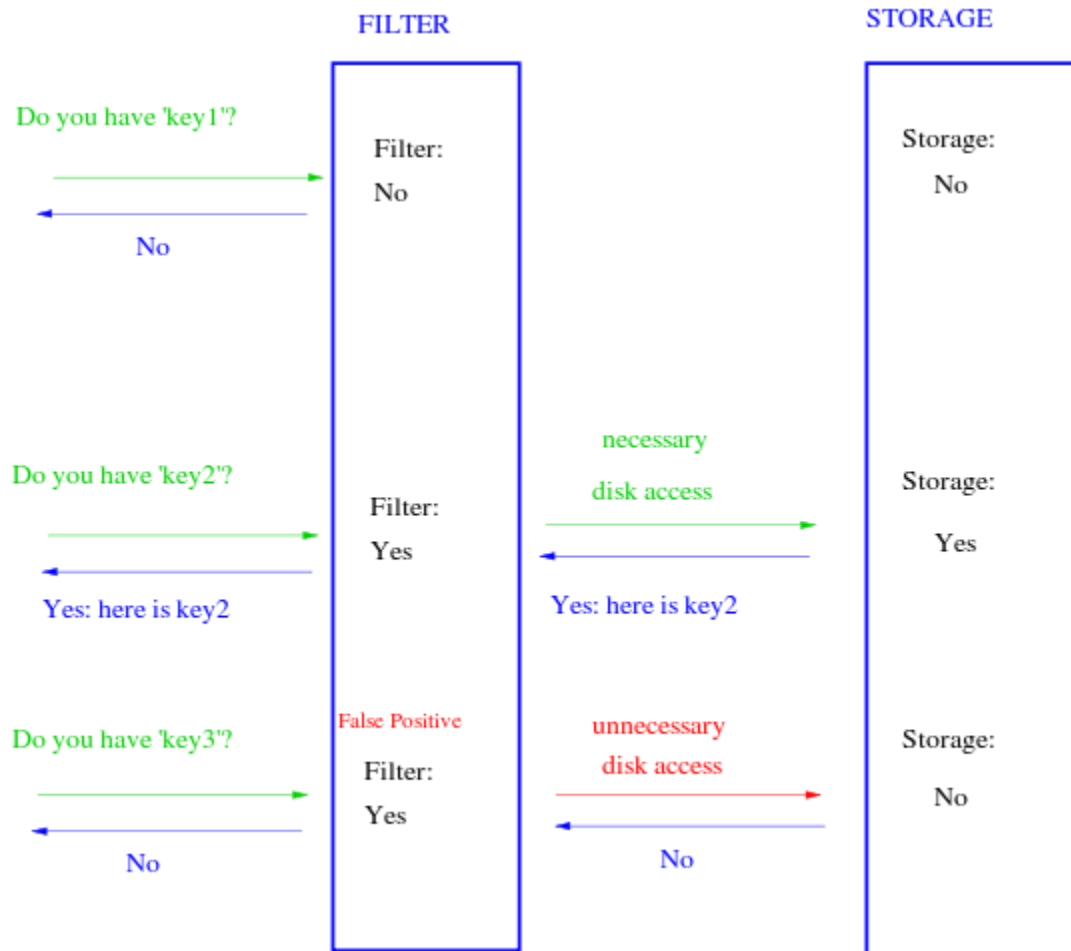 FILTER
STORAGE
Do you have 'key1'?
Filter:
No
Storage:
No
No
Do you have 'key2'?
Filter:
Yes
necessary
disk access
Storage:
Yes
Yes: here is key2
Yes: here is key2
Do you have 'key3'?
False Positive
Filter:
Yes
unnecessary
disk access
Storage:
No
No
No